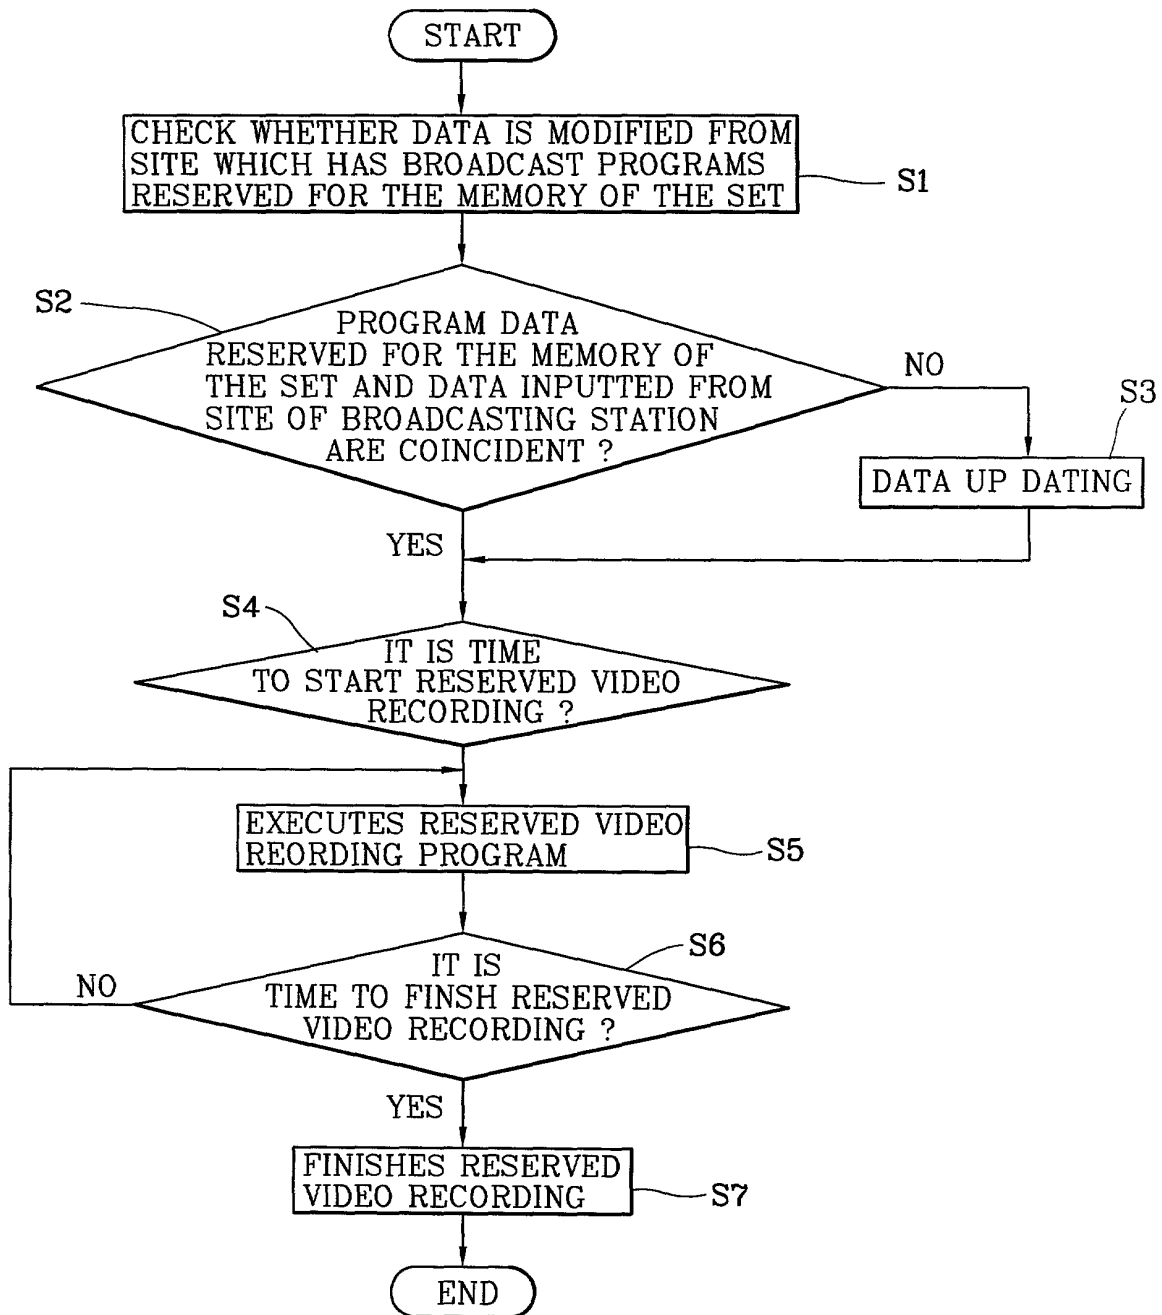 START
CHECK WHETHER DATA IS MODIFIED FROM
SITE WHICH HAS BROADCAST PROGRAMS
RESERVED FOR THE MEMORY OF THE SET
S1
S2
PROGRAM DATA
RESERVED FOR THE MEMORY OF
THE SET AND DATA INPUTTED FROM
SITE OF BROADCASTING STATION
ARE COINCIDENT ?
NO
S3
DATA UP DATING
YES
S4
IT IS TIME
TO START RESERVED VIDEO
RECORDING ?
EXECUTES RESERVED VIDEO
REORDING PROGRAM
S5
S6
IT IS
TIME TO FINSH RESERVED
VIDEO RECORDING ?
NO
YES
FINISHES RESERVED
VIDEO RECORDING
S7
END